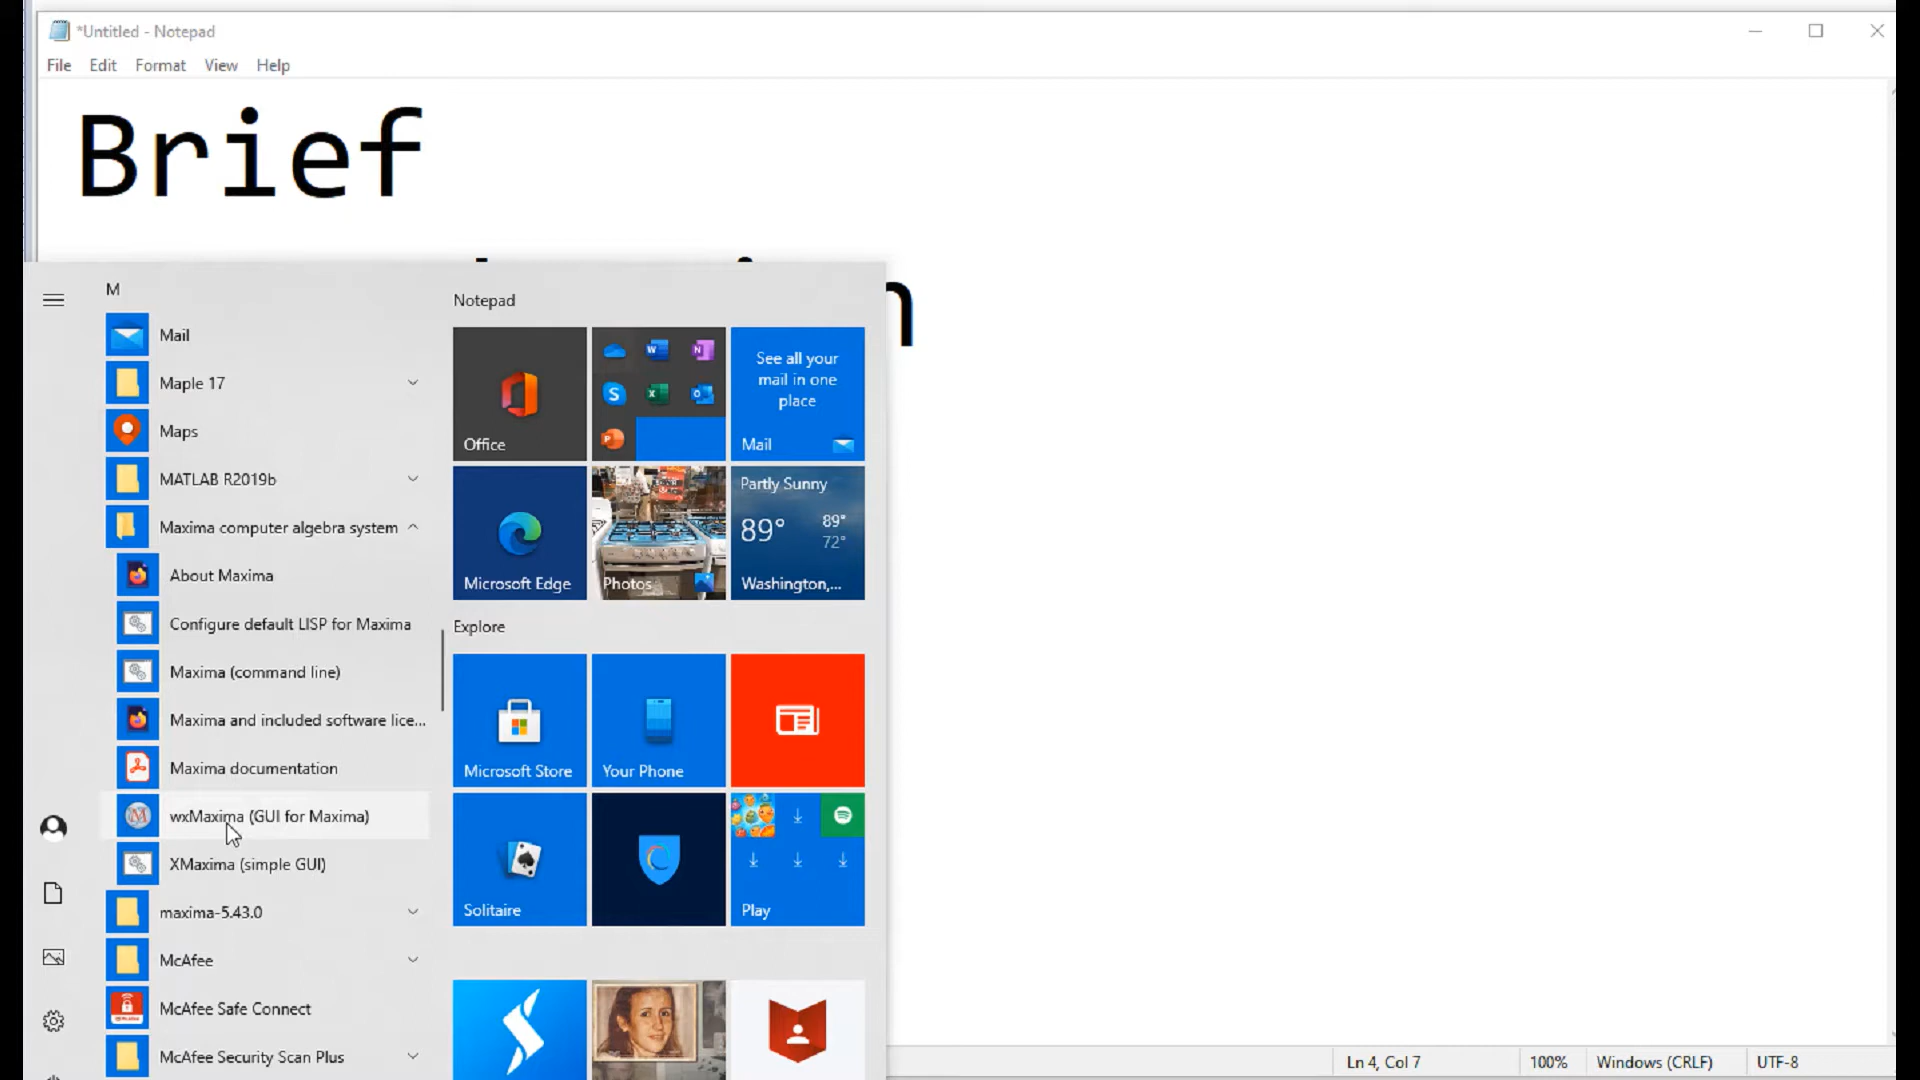 *Untitled - Notepad
File Edit Format View Help
Brief
M
Mail
Maple 17
Maps
MATLAB R2019b
Maxima computer algebra system
About Maxima
Configure default LISP for Maxima
Maxima (command line)
Maxima and included software lice...
Maxima documentation
wxMaxima (GUI for Maxima)
XMaxima (simple GUI)
maxima-5.43.0
McAfee
McAfee Safe Connect
McAfee Security Scan Plus
Notepad
Office
See all your
mail in one
place
Mail
Microsoft Edge
Photos
Partly Sunny
89° 89°
72°
Washington,...
Explore
Microsoft Store
Your Phone
Solitaire
Play
Ln 4, Col 7 100% Windows (CRLF) UTF-8